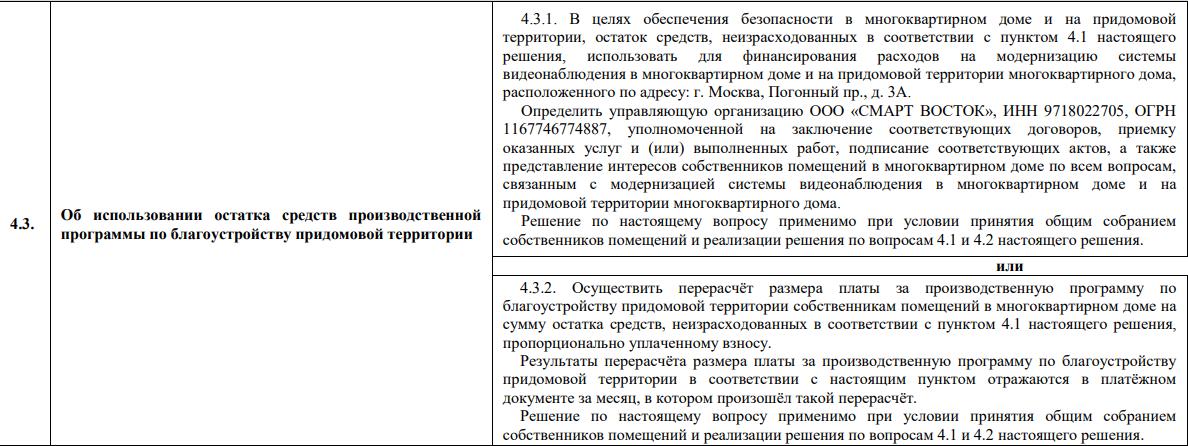 4.3.
Об использовании остатка средств производственной
программы по благоустройству придомовой территории
4.3.1. В целях обеспечения безопасности в многоквартирном доме и на придомовой
территории, остаток средств, неизрасходованных в соответствии с пунктом 4.1 настоящего
решения, использовать для финансирования расходов на модернизацию системы
видеонаблюдения в многоквартирном доме и на придомовой территории многоквартирного дома,
расположенного по адресу: г. Москва, Погонный пр., д. 3А.
Определить управляющую организацию ООО «СМАРТ ВОСТОК», ИНН 9718022705, ОГРН
1167746774887, уполномоченной на заключение соответствующих договоров, приемку
оказанных услуг и (или) выполненных работ, подписание соответствующих актов, а также
представление интересов собственников помещений в многоквартирном доме по всем вопросам,
связанным с модернизацией системы видеонаблюдения в многоквартирном доме и на
придомовой территории многоквартирного дома.
Решение по настоящему вопросу применимо при условии принятия общим собранием
собственников помещений и реализации решения по вопросам 4.1 и 4.2 настоящего решения.
или
4.3.2. Осуществить перерасчёт размера платы за производственную программу по
благоустройству придомовой территории собственникам помещений в многоквартирном доме на
сумму остатка средств, неизрасходованных в соответствии с пунктом 4.1 настоящего решения,
пропорционально уплаченному взносу.
Результаты перерасчёта размера платы за производственную программу по благоустройству
придомовой территории в соответствии с настоящим пунктом отражаются в платёжном
документе за месяц, в котором произошёл такой перерасчёт.
Решение по настоящему вопросу применимо при условии принятия общим собранием
собственников помещений и реализации решения по вопросам 4.1 и 4.2 настоящего решения.